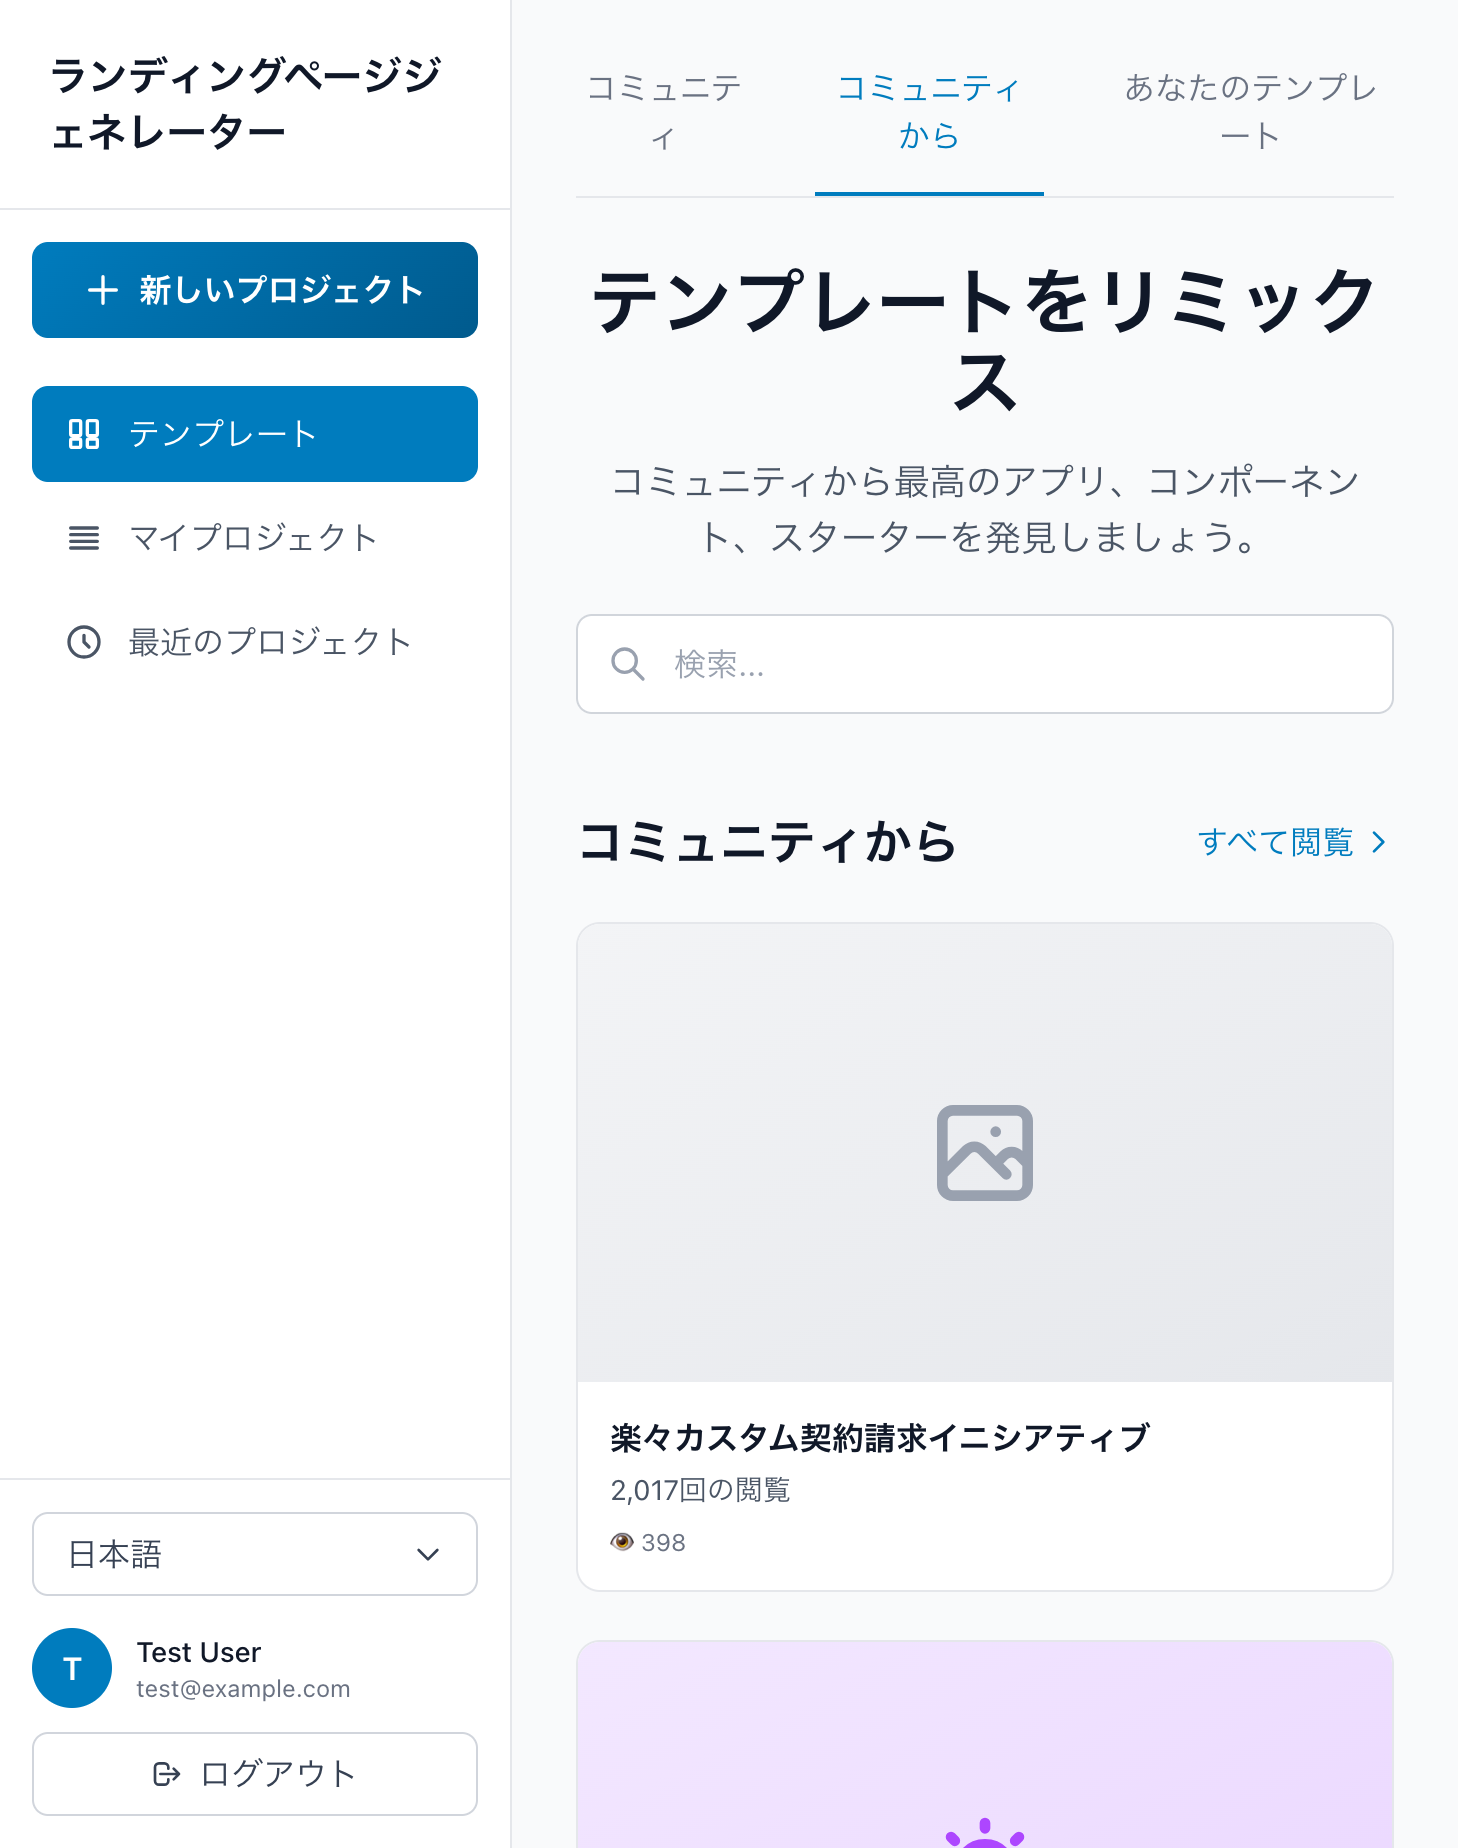 ランディングページジ
ェネレーター
新しいプロジェクト
テンプレート
マイプロジェクト
最近のプロジェクト
日本語
T
Test User
test@example.com
ログアウト
コミュニテ
ィ
コミュニティ
から
あなたのテンプレ
ート
テンプレートをリミック
ス
コミュニティから最高のアプリ、コンポーネン
ト、スターターを発見しましょう。
検索...
コミュニティから
すべて閲覧
楽々カスタム契約請求イニシアティブ
2,017回の閲覧
398